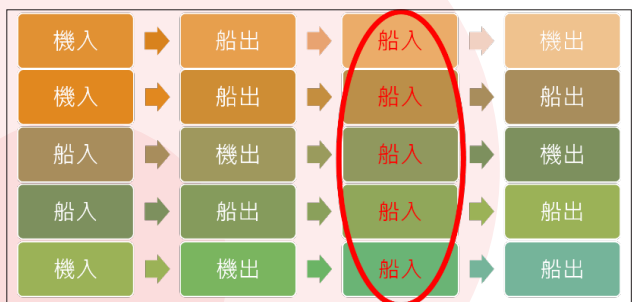 機入 船出 船入 機出
機入 船出 船入 船出
船入 機出 船入 機出
船入 船出 船入 船出
機入 機出 船入 船出